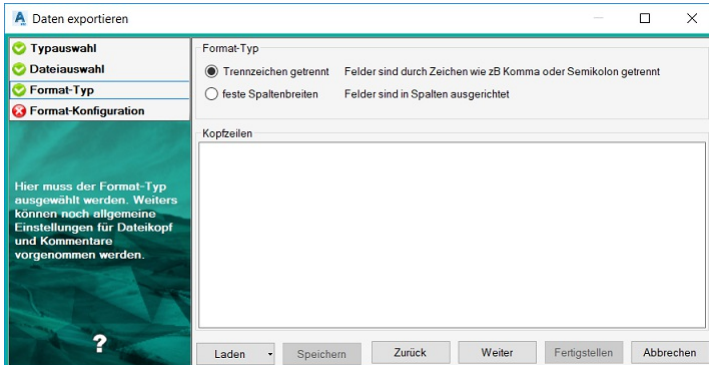 Daten exportieren
Typauswahl
Dateiauswahl
Format-Typ
Format-Konfiguration
Hier muss der Format-Typ
ausgewählt werden. Weiters
können noch allgemeine
Einstellungen für Dateikopf
und Kommentare
vorgenommen werden.
?
Format-Typ
Trennzeichen getrennt Felder sind durch Zeichen wie zB Komma oder Semikolon getrennt
feste Spaltenbreiten Felder sind in Spalten ausgerichtet
Kopfzeilen
Laden Speichern Zurück Weiter Fertigstellen Abbrechen